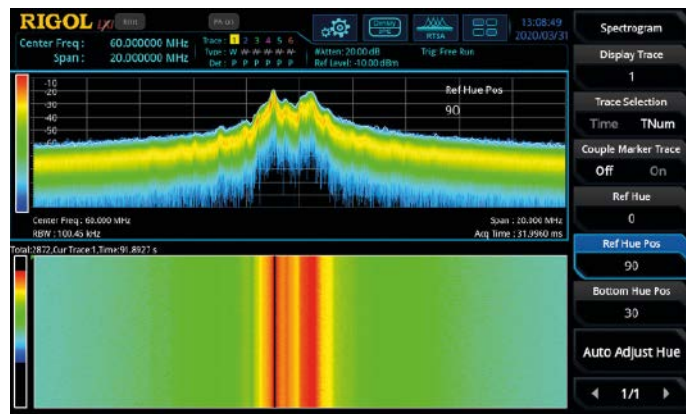 RIGOL LXI RMT PA:Off
Center Freq: 60.000000 MHz
Span: 20.000000 MHz
Trace: 1 2 3 4 5 6
Type: W W W W W W
Det: P P P P P P
Density
RTSA
#Atten: 20.00 dB
Ref Level: -10.00 dBm
Trig: Free Run
13:08:49
2020/03/31
-10
-20
-30
-40
-50
Ref Hue Pos
90
Center Freq: 60.000 MHz
Span: 20.000 MHz
RBW: 100.45 kHz
Acq Time: 31.9960 ms
Total:2872,Cur Trace:1,Time:91.8927 s
Spectrogram
Display Trace
1
Trace Selection
Time TNum
Couple Marker Trace
Off On
Ref Hue
0
Ref Hue Pos
90
Bottom Hue Pos
30
Auto Adjust Hue
1/1